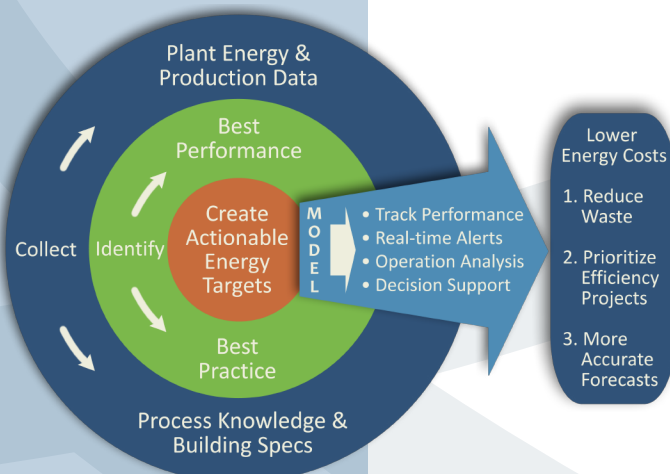 Plant Energy &
Production Data
Best
Performance
Collect
Identify
Create
Actionable
Energy
Targets
Best
Practice
Process Knowledge &
Building Specs
MODEL
• Track Performance
• Real-time Alerts
• Operation Analysis
• Decision Support
Lower
Energy Costs
1. Reduce
Waste
2. Prioritize
Efficiency
Projects
3. More
Accurate
Forecasts